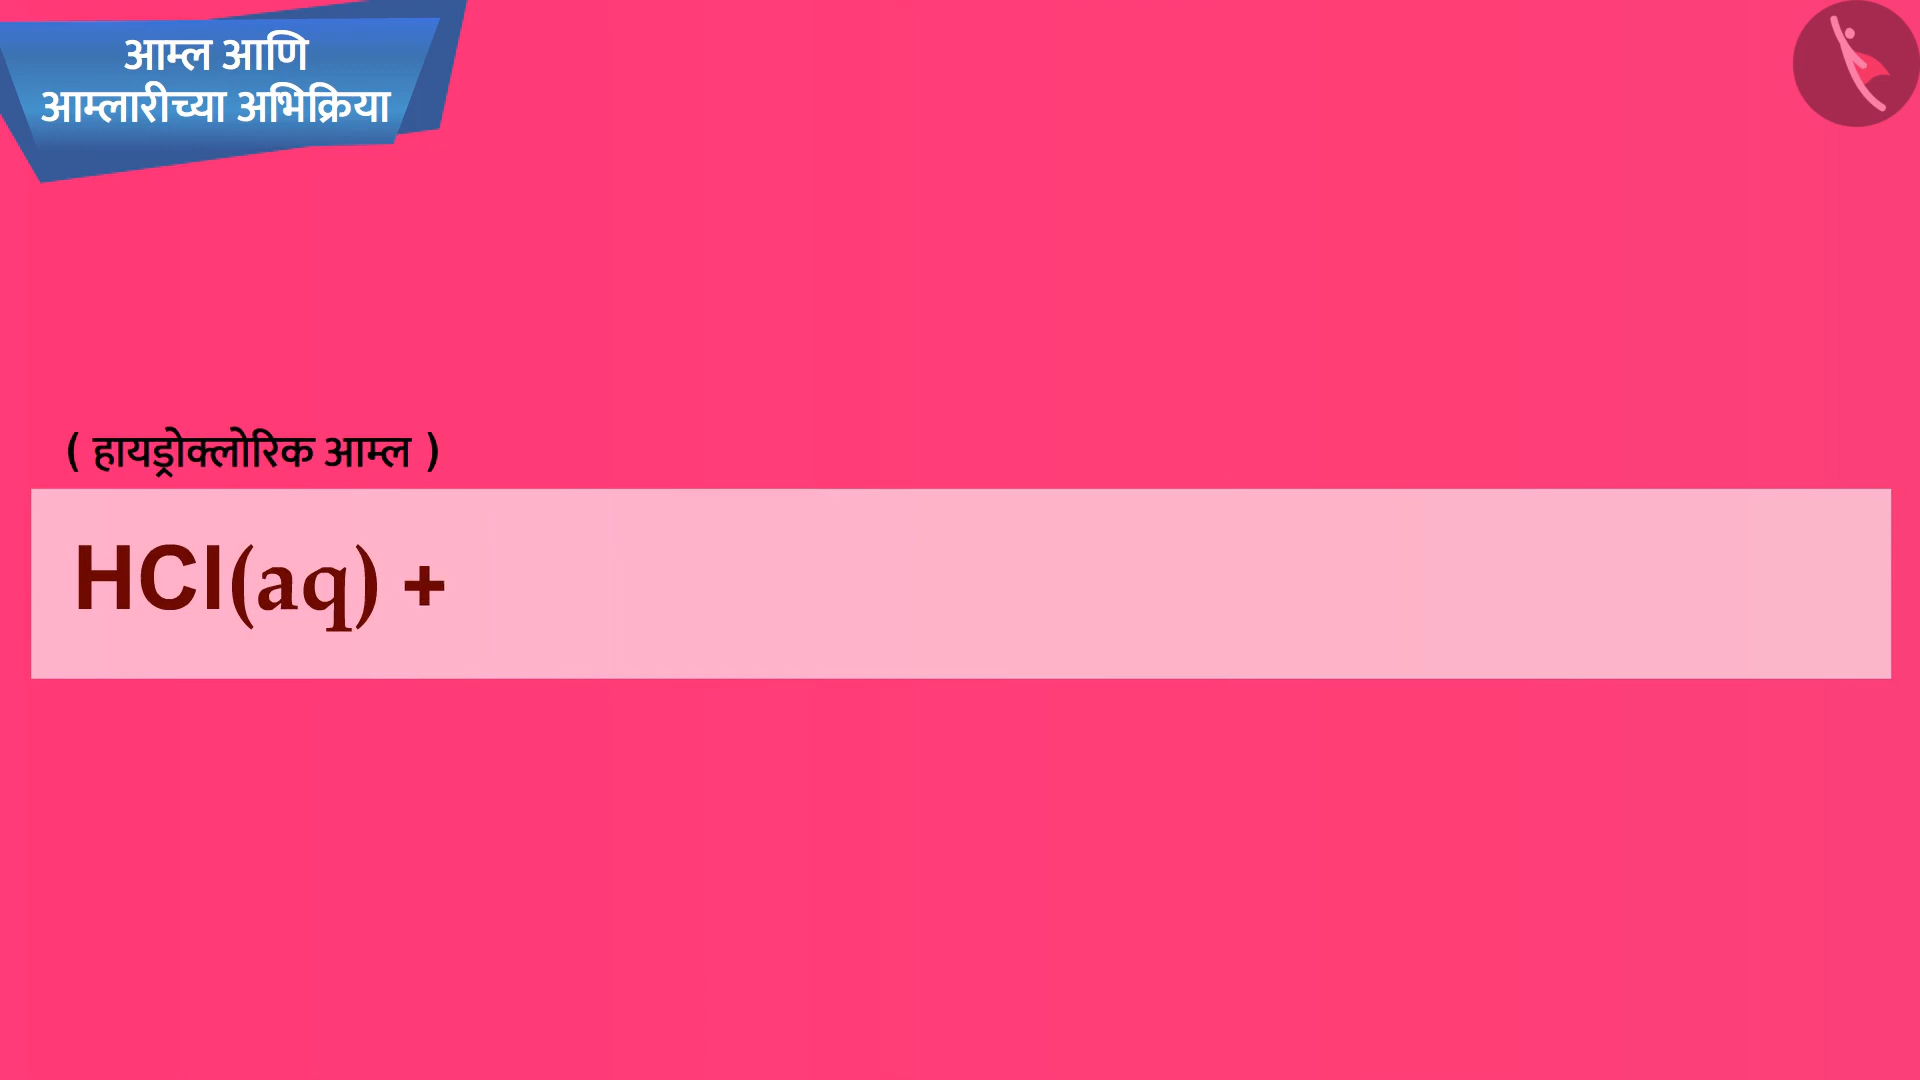 आम्ल आणि
आम्लारीच्या अभिक्रिया
( हायड्रोक्लोरिक आम्ल )
HCl(aq) +